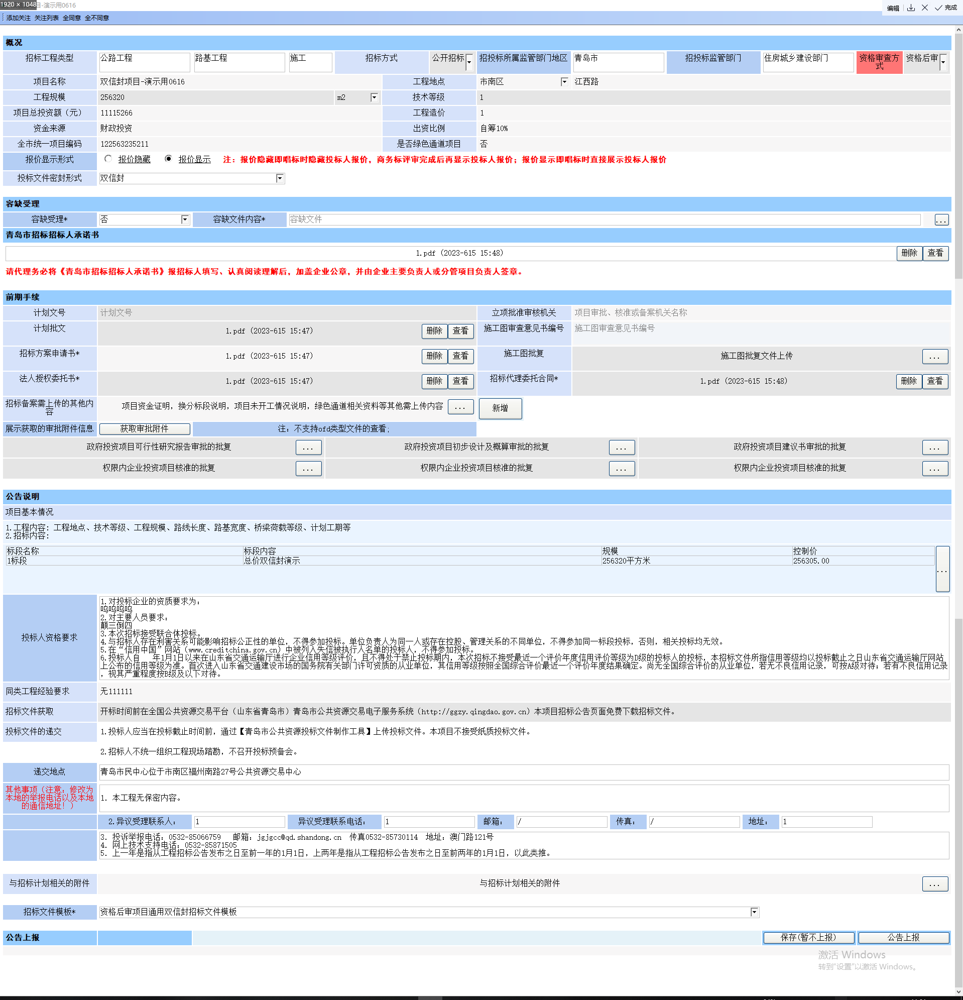 1920 × 1048
目-演示用0616
编辑 完成
添加关注 关注列表 全同意 全不同意
概况
招标工程类型 公路工程 路基工程 施工 招标方式 公开招标 招投标所属监管部门地区 青岛市 招投标监管部门 住房城乡建设部门 资格审查方式 资格后审
项目名称 双信封项目-演示用0616 工程地点 市南区 江西路
工程规模 256320 m2 技术等级 1
项目总投资额（元） 11115266 工程造价 1
资金来源 财政投资 出资比例 自筹10%
全市统一项目编码 122563235211 是否绿色通道项目 否
报价显示形式 报价隐藏 报价显示 注：报价隐藏即唱标时隐藏投标人报价，商务标评审完成后再显示投标人报价；报价显示即唱标时直接展示投标人报价
投标文件密封形式 双信封
容缺受理
容缺受理* 否 容缺文件内容* 容缺文件 ...
青岛市招标招标人承诺书
1.pdf (2023-615 15:48) 删除 查看
请代理务必将《青岛市招标招标人承诺书》报招标人填写、认真阅读理解后，加盖企业公章，并由企业主要负责人或分管项目负责人签章。
前期手续
计划文号 计划文号 立项批准审核机关 项目审批、核准或备案机关名称
计划批文 1.pdf (2023-615 15:47) 删除 查看 施工图审查意见书编号 施工图审查意见书编号
招标方案申请书* 1.pdf (2023-615 15:47) 删除 查看 施工图批复 施工图批复文件上传 ...
法人授权委托书* 1.pdf (2023-615 15:47) 删除 查看 招标代理委托合同* 1.pdf (2023-615 15:48) 删除 查看
招标备案需上传的其他内容 项目资金证明，换分标段说明，项目未开工情况说明，绿色通道相关资料等其他需上传内容 ... 新增
展示获取的审批附件信息 获取审批附件 注：不支持ofd类型文件的查看;
政府投资项目可行性研究报告审批的批复 ... 政府投资项目初步设计及概算审批的批复 ... 政府投资项目建议书审批的批复 ...
权限内企业投资项目核准的批复 ... 权限内企业投资项目核准的批复 ... 权限内企业投资项目核准的批复 ...
公告说明
项目基本情况
1.工程内容：工程地点、技术等级、工程规模、路线长度、路基宽度、桥梁荷载等级、计划工期等
2.招标内容：
标段名称 标段内容 规模 控制价
1标段 总价双信封演示 256320平方米 256305.00
...
投标人资格要求
1.对投标企业的资质要求为：
呜呜呜呜
2.对主要人员要求：
颠三倒四
3.本次招标接受联合体投标。
4.与招标人存在利害关系可能影响招标公正性的单位，不得参加投标。单位负责人为同一人或存在控股、管理关系的不同单位，不得参加同一标段投标，否则，相关投标均无效。
5.在“信用中国”网站（www.creditchina.gov.cn）中被列入失信被执行人名单的投标人，不得参加投标。
6.投标人自 年1月1日以来在山东省交通运输厅进行企业信用等级评价，且不得处于禁止投标期内，本次招标不接受最近一个评价年度信用评价等级为D级的投标人的投标，本招标文件所指信用等级均以投标截止之日山东省交通运输厅网站
上公布的信用等级为准。首次进入山东省交通建设市场的国务院有关部门许可资质的从业单位，其信用等级按照全国综合评价最近一个评价年度结果确定。尚无全国综合评价的从业单位，若无不良信用记录，可按A级对待；若有不良信用记录
，视其严重程度按B级及以下对待。
同类工程经验要求 无111111
招标文件获取 开标时间前在全国公共资源交易平台（山东省青岛市）青岛市公共资源交易电子服务系统（http://ggzy.qingdao.gov.cn）本项目招标公告页面免费下载招标文件。
投标文件的递交 1.投标人应当在投标截止时间前，通过【青岛市公共资源投标文件制作工具】上传投标文件。本项目不接受纸质投标文件。
2.招标人不统一组织工程现场踏勘，不召开投标预备会。
递交地点 青岛市民中心位于市南区福州南路27号公共资源交易中心
其他事项（注意：修改为本地的举报电话以及本地的通信地址！） 1. 本工程无保密内容。
2.异议受理联系人： 1 异议受理联系电话： 1 邮箱： / 传真： / 地址： 1
3. 投诉举报电话：0532-85066759 邮箱：jgjgcc@qd.shandong.cn 传真0532-85730114 地址：澳门路121号
4. 网上技术支持电话：0532-85871505
5. 上一年是指从工程招标公告发布之日至前一年的1月1日，上两年是指从工程招标公告发布之日至前两年的1月1日，以此类推。
与招标计划相关的附件 与招标计划相关的附件 ...
招标文件模板* 资格后审项目通用双信封招标文件模板
公告上报 保存(暂不上报) 公告上报
激活 Windows
转到“设置”以激活 Windows。